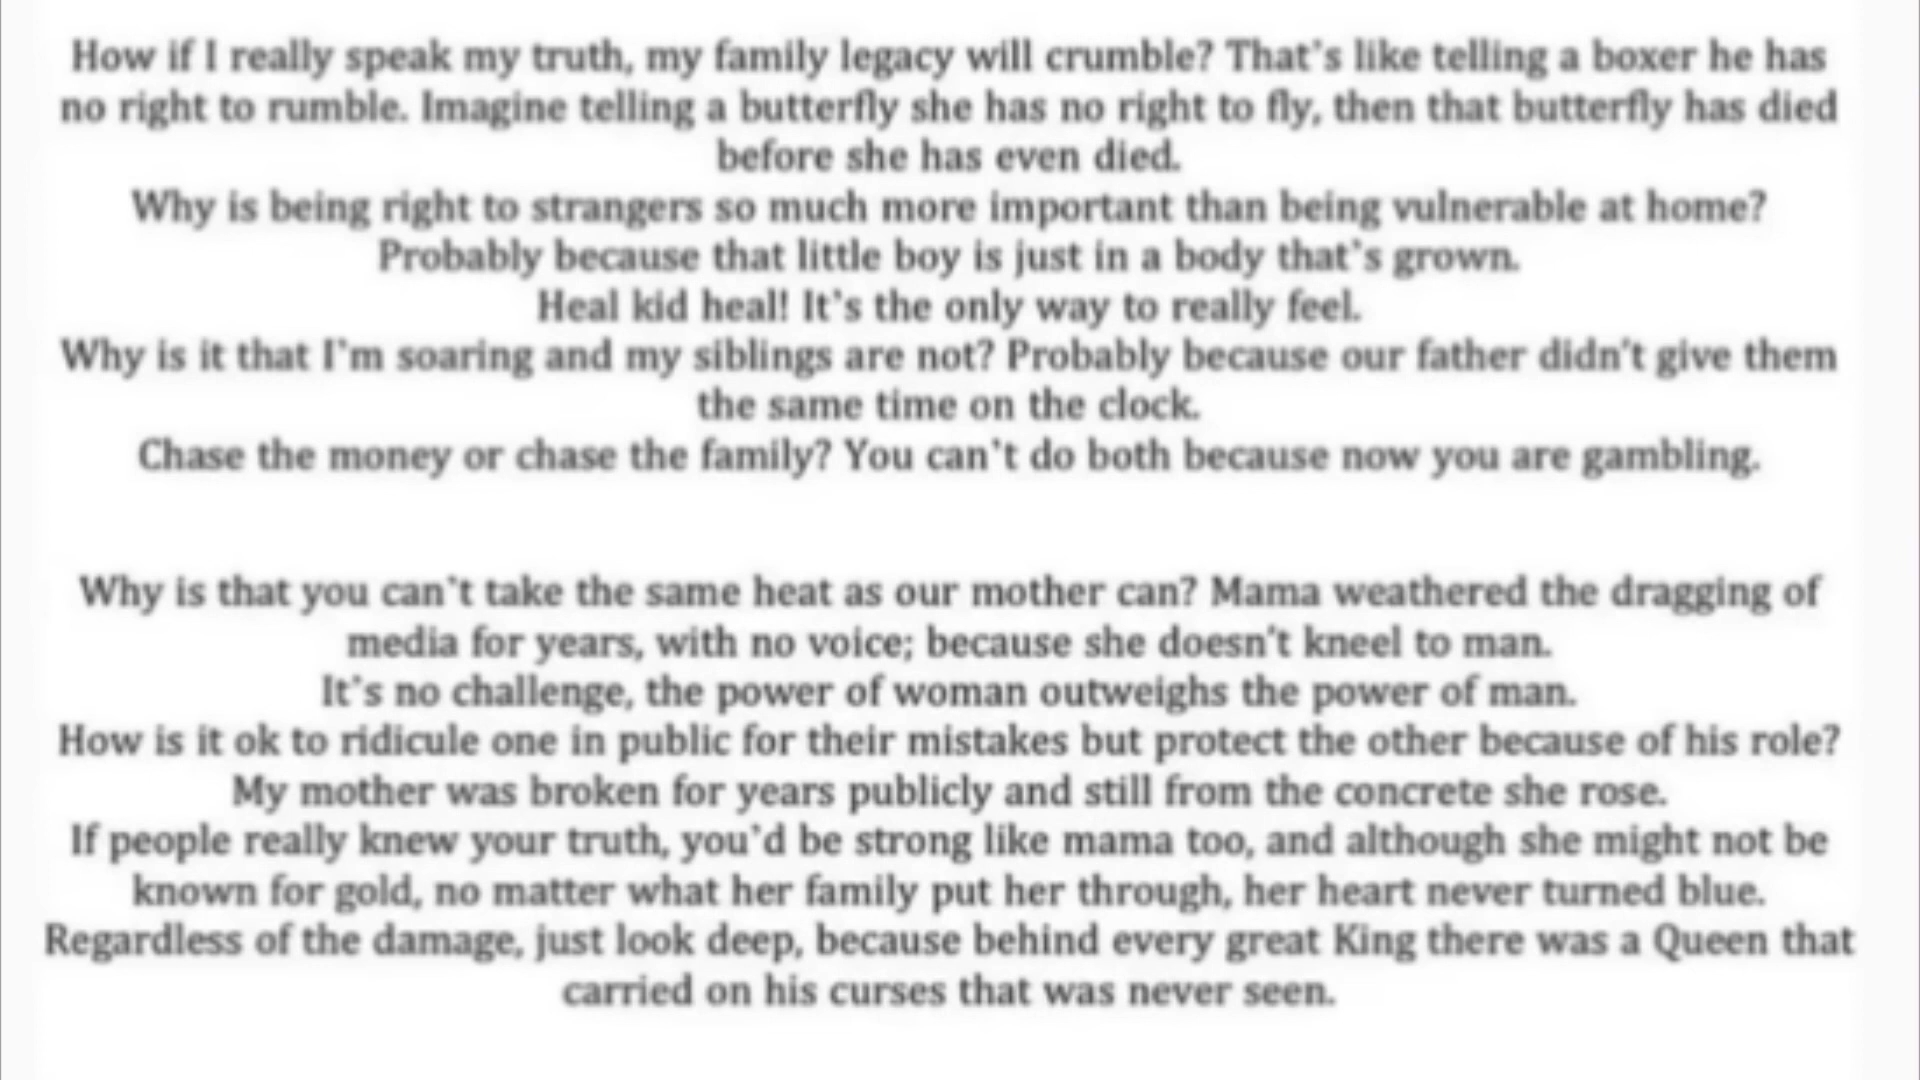 How if I really speak my truth, my family legacy will crumble? That's like telling a boxer he has
no right to rumble. Imagine telling a butterfly she has no right to fly, then that butterfly has died
before she has even died.
Why is being right to strangers so much more important than being vulnerable at home?
Probably because that little boy is just in a body that's grown.
Heal kid heal! It's the only way to really feel.
Why is it that I'm soaring and my siblings are not? Probably because our father didn't give them
the same time on the clock.
Chase the money or chase the family? You can't do both because now you are gambling.
Why is that you can't take the same heat as our mother can? Mama weathered the dragging of
media for years, with no voice; because she doesn't kneel to man.
It's no challenge, the power of woman outweighs the power of man.
How is it ok to ridicule one in public for their mistakes but protect the other because of his role?
My mother was broken for years publicly and still from the concrete she rose.
If people really knew your truth, you'd be strong like mama too, and although she might not be
known for gold, no matter what her family put her through, her heart never turned blue.
Regardless of the damage, just look deep, because behind every great King there was a Queen that
carried on his curses that was never seen.